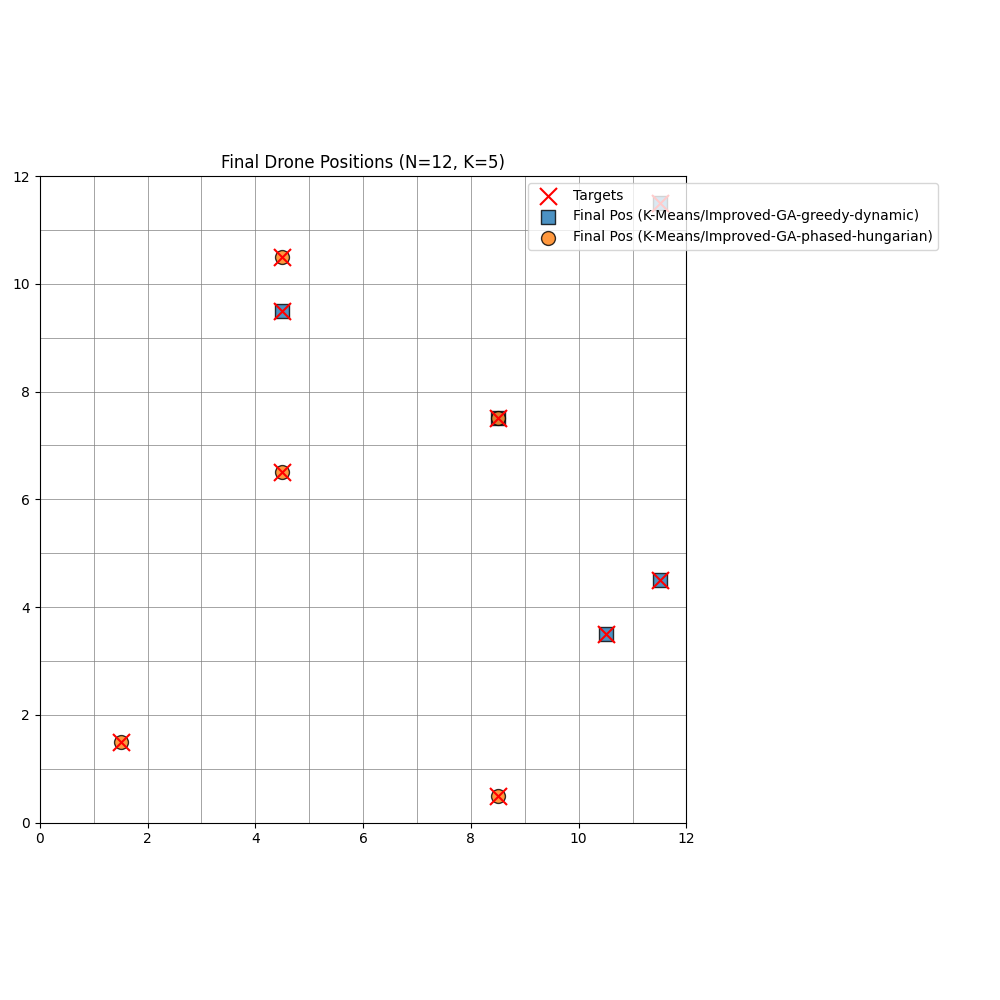 Final Drone Positions (N=12, K=5)
Targets
Final Pos (K-Means/Improved-GA-greedy-dynamic)
Final Pos (K-Means/Improved-GA-phased-hungarian)
12
10
8
6
4
2
0
0 2 4 6 8 10 12